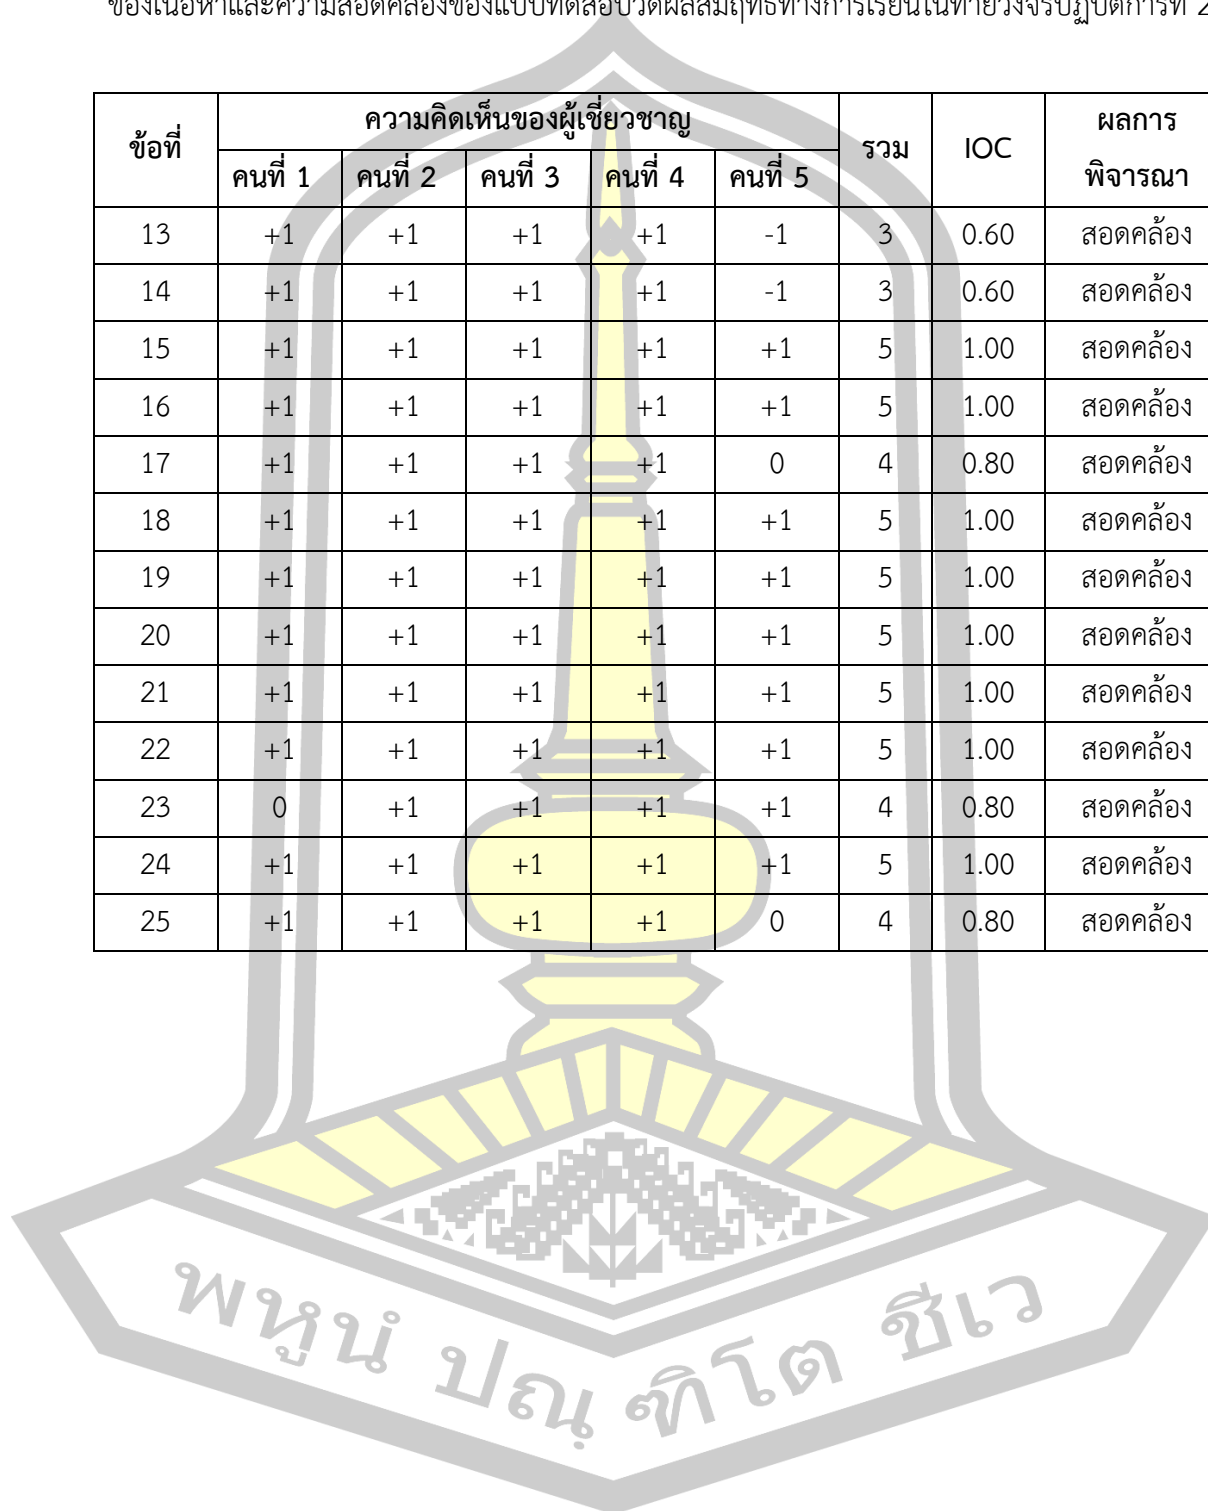 ของเนื้อหาและความสอดคล้องของแบบทดสอบวัดผลสัมฤทธิ์ทางการเรียนในท้ายวงจรปฏิบัติการที่ 2
ข้อที่ ความคิดเห็นของผู้เชี่ยวชาญ รวม IOC ผลการพิจารณา
คนที่ 1 คนที่ 2 คนที่ 3 คนที่ 4 คนที่ 5
13 +1 +1 +1 +1 -1 3 0.60 สอดคล้อง
14 +1 +1 +1 +1 -1 3 0.60 สอดคล้อง
15 +1 +1 +1 +1 +1 5 1.00 สอดคล้อง
16 +1 +1 +1 +1 +1 5 1.00 สอดคล้อง
17 +1 +1 +1 +1 0 4 0.80 สอดคล้อง
18 +1 +1 +1 +1 +1 5 1.00 สอดคล้อง
19 +1 +1 +1 +1 +1 5 1.00 สอดคล้อง
20 +1 +1 +1 +1 +1 5 1.00 สอดคล้อง
21 +1 +1 +1 +1 +1 5 1.00 สอดคล้อง
22 +1 +1 +1 +1 +1 5 1.00 สอดคล้อง
23 0 +1 +1 +1 +1 4 0.80 สอดคล้อง
24 +1 +1 +1 +1 +1 5 1.00 สอดคล้อง
25 +1 +1 +1 +1 0 4 0.80 สอดคล้อง
พหูนํ ปณฺ ฑิโต ชีเว